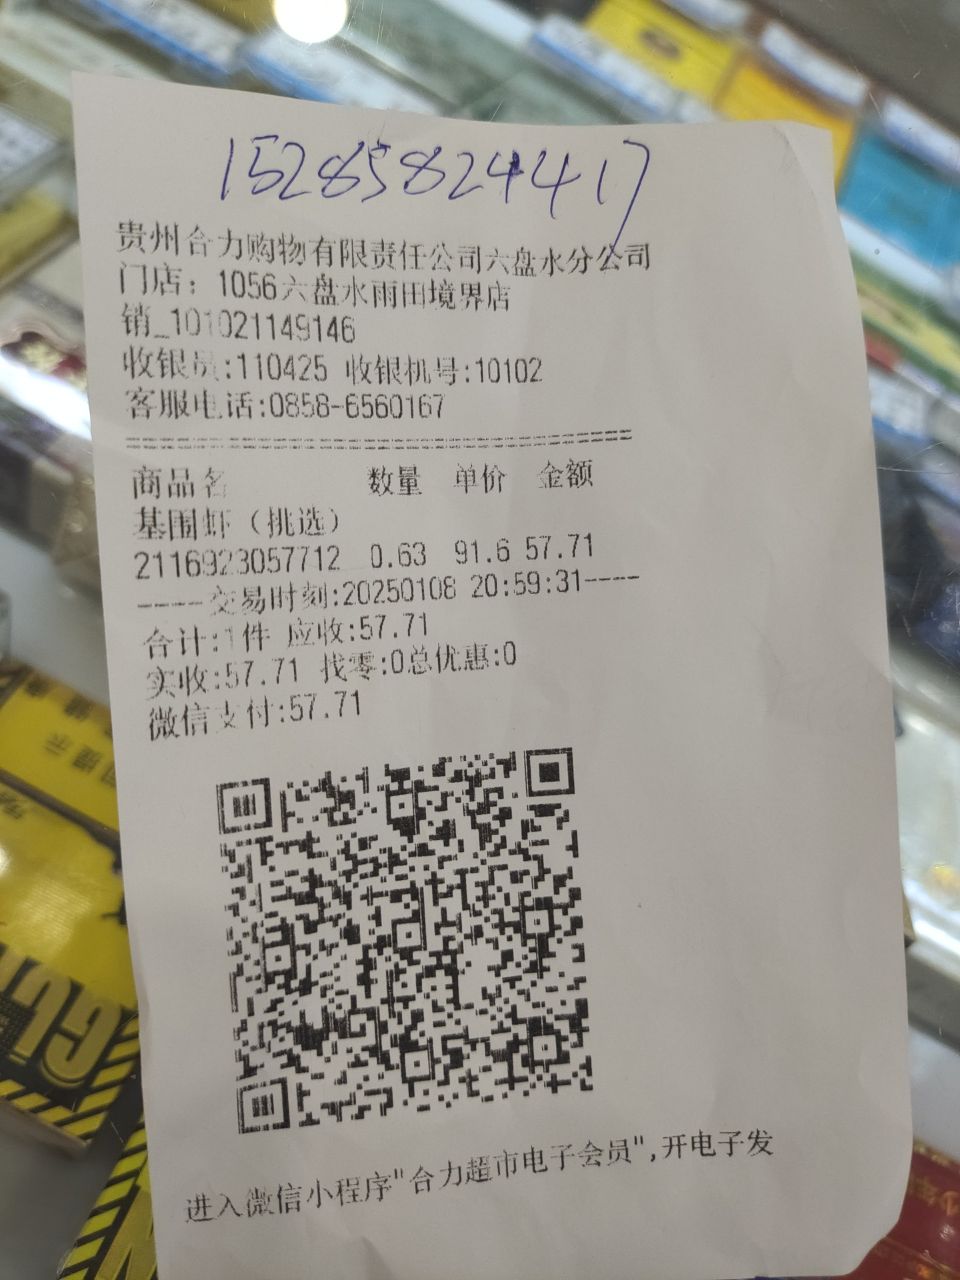 15285824417
贵州合力购物有限责任公司六盘水分公司
门店：1056六盘水雨田境界店
销_101021149146
收银员:110425 收银机号:10102
客服电话:0858-6560167
商品名 数量 单价 金额
基围虾（挑选）
2116923057712 0.63 91.6 57.71
----交易时刻:20250108 20:59:31----
合计:1件 应收:57.71
实收:57.71 找零:0总优惠:0
微信支付:57.71
进入微信小程序"合力超市电子会员",开电子发